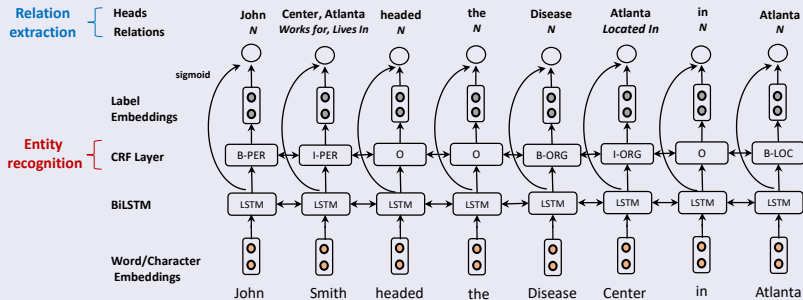 Relation extraction
Heads John Center, Atlanta headed the Disease Atlanta in Atlanta
Relations N Works for, Lives In N N N Located In N N
sigmoid
Label Embeddings
Entity recognition
CRF Layer B-PER I-PER O O B-ORG I-ORG O B-LOC
BiLSTM LSTM LSTM LSTM LSTM LSTM LSTM LSTM LSTM
Word/Character Embeddings
John Smith headed the Disease Center in Atlanta